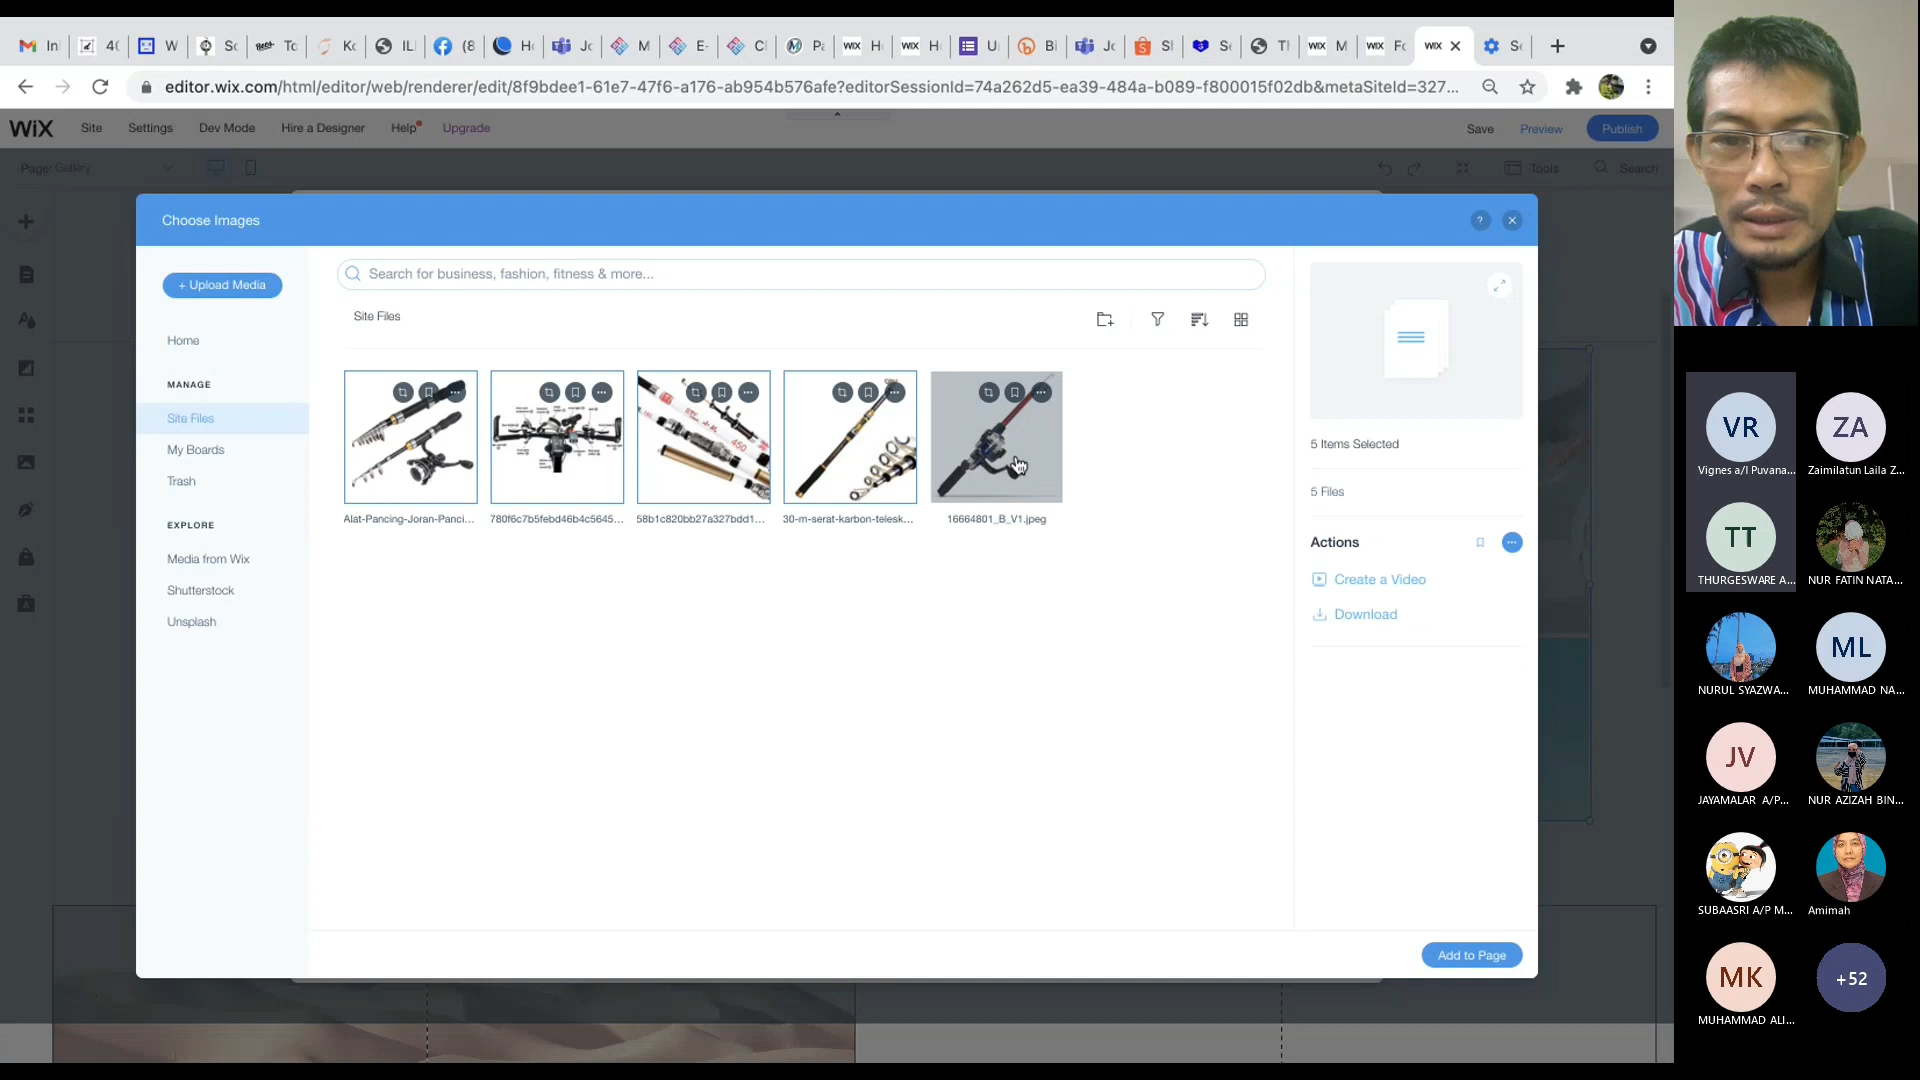 editor.wix.com/html/editor/web/renderer/edit/8f9bdee1-61e7-47f6-a176-ab954b576afe?editorSessionId=74a262d5-ea39-484a-b089-f800015f02db&metaSiteId=327...
WiX Site Settings Dev Mode Hire a Designer Help Upgrade Save Preview Publish
Page: Gallery Tools Search
Choose Images
+ Upload Media
Home
MANAGE
Site Files
My Boards
Trash
EXPLORE
Media from Wix
Shutterstock
Unsplash
Search for business, fashion, fitness & more...
Site Files
Alat-Pancing-Joran-Panci... 780f6c7b5febd46b4c5645... 58b1c820bb27a327bdd1... 30-m-serat-karbon-telesk... 16664801_B_V1.jpeg
5 Items Selected
5 Files
Actions
Create a Video
Download
Add to Page
VR ZA
Vignes a/l Puvana... Zaimilatun Laila Z...
TT
THURGESWARE A... NUR FATIN NATA...
ML
NURUL SYAZWA... MUHAMMAD NA...
JV
JAYAMALAR A/P... NUR AZIZAH BIN...
SUBAASRI A/P M... Amimah
MK +52
MUHAMMAD ALI...